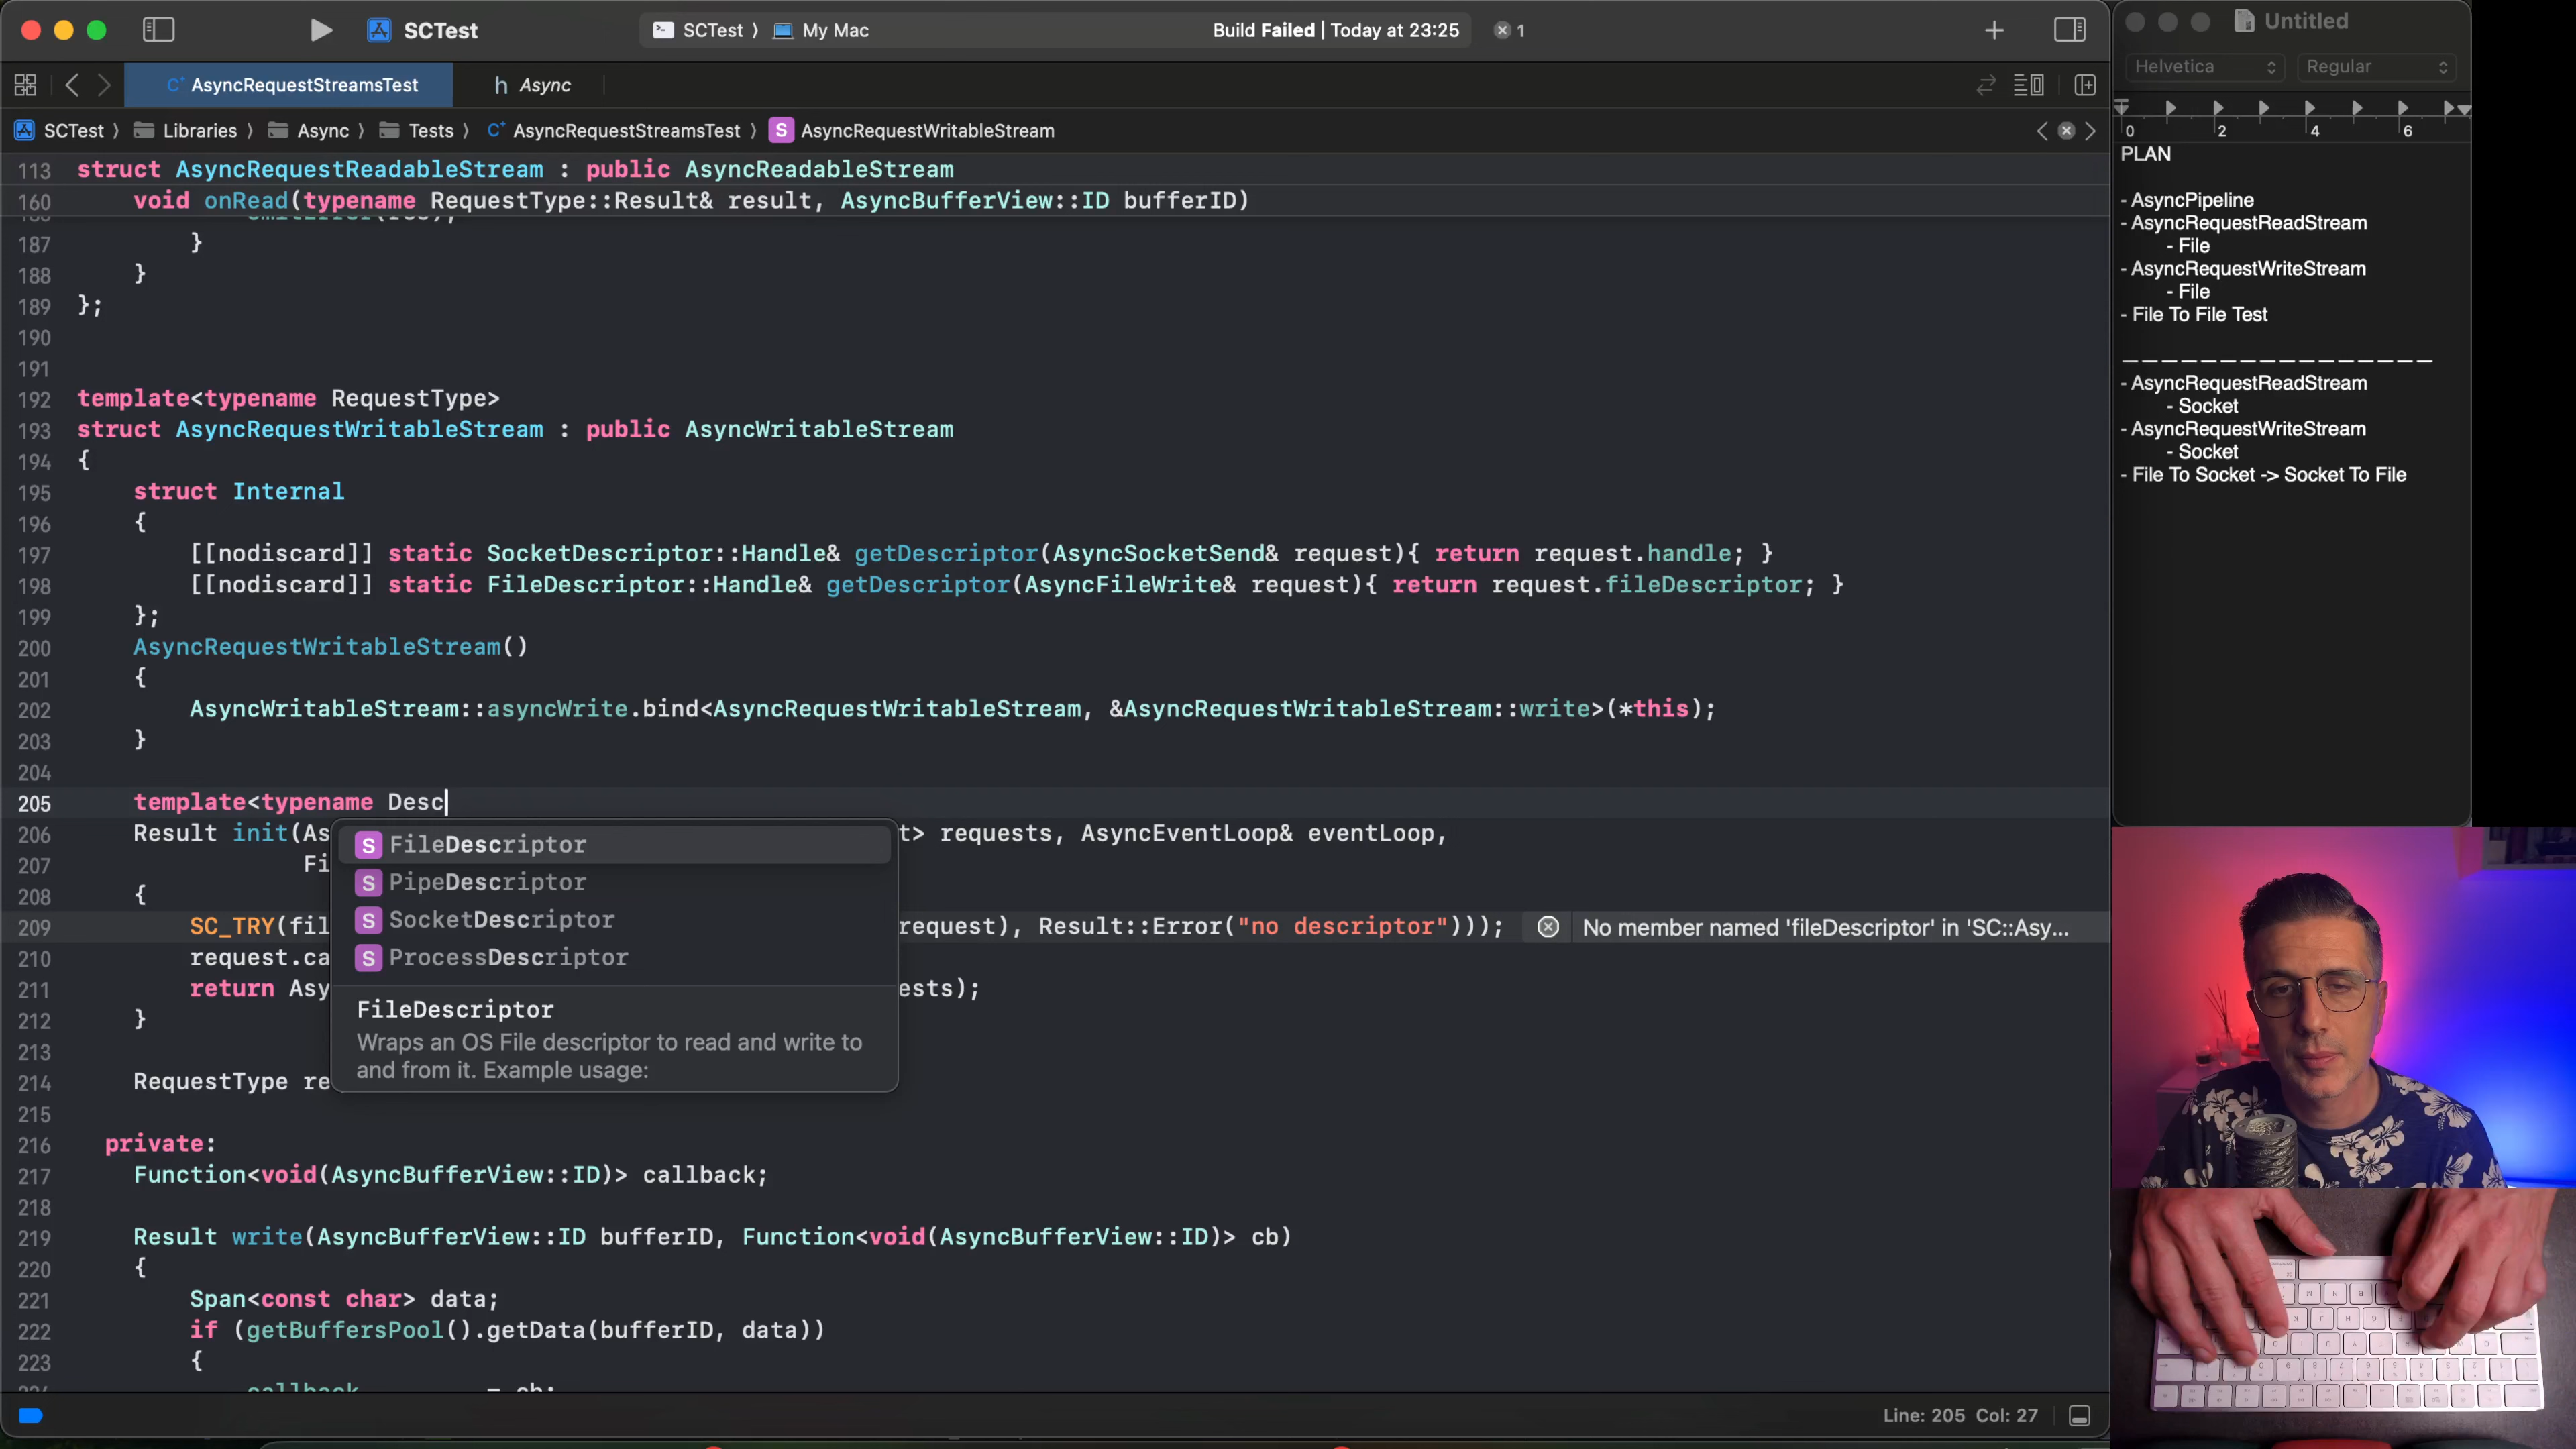 SCTest
SCTest ⟩ My Mac
Build Failed | Today at 23:25
1
AsyncRequestStreamsTest
h Async
SCTest ⟩ Libraries ⟩ Async ⟩ Tests ⟩ AsyncRequestStreamsTest ⟩ S AsyncRequestWritableStream
113 struct AsyncRequestReadableStream : public AsyncReadableStream
160 void onRead(typename RequestType::Result& result, AsyncBufferView::ID bufferID)
187 }
188 }
189 };
190
191
192 template<typename RequestType>
193 struct AsyncRequestWritableStream : public AsyncWritableStream
194 {
195 struct Internal
196 {
197 [[nodiscard]] static SocketDescriptor::Handle& getDescriptor(AsyncSocketSend& request){ return request.handle; }
198 [[nodiscard]] static FileDescriptor::Handle& getDescriptor(AsyncFileWrite& request){ return request.fileDescriptor; }
199 };
200 AsyncRequestWritableStream()
201 {
202 AsyncWritableStream::asyncWrite.bind<AsyncRequestWritableStream, &AsyncRequestWritableStream::write>(*this);
203 }
204
205 template<typename Desc
206 Result init(As t> requests, AsyncEventLoop& eventLoop,
207 Fi
208 {
209 SC_TRY(fil request), Result::Error("no descriptor"))); No member named 'fileDescriptor' in 'SC::Asy...
210 request.ca
211 return Asy ests);
212 }
213
214 RequestType re
215
216 private:
217 Function<void(AsyncBufferView::ID)> callback;
218
219 Result write(AsyncBufferView::ID bufferID, Function<void(AsyncBufferView::ID)> cb)
220 {
221 Span<const char> data;
222 if (getBuffersPool().getData(bufferID, data))
223 {
S FileDescriptor
S PipeDescriptor
S SocketDescriptor
S ProcessDescriptor
FileDescriptor
Wraps an OS File descriptor to read and write to
and from it. Example usage:
Line: 205 Col: 27
Untitled
Helvetica Regular
0 2 4 6
PLAN
- AsyncPipeline
- AsyncRequestReadStream
- File
- AsyncRequestWriteStream
- File
- File To File Test
_ _ _ _ _ _ _ _ _ _ _ _ _ _ _ _ _
- AsyncRequestReadStream
- Socket
- AsyncRequestWriteStream
- Socket
- File To Socket -> Socket To File